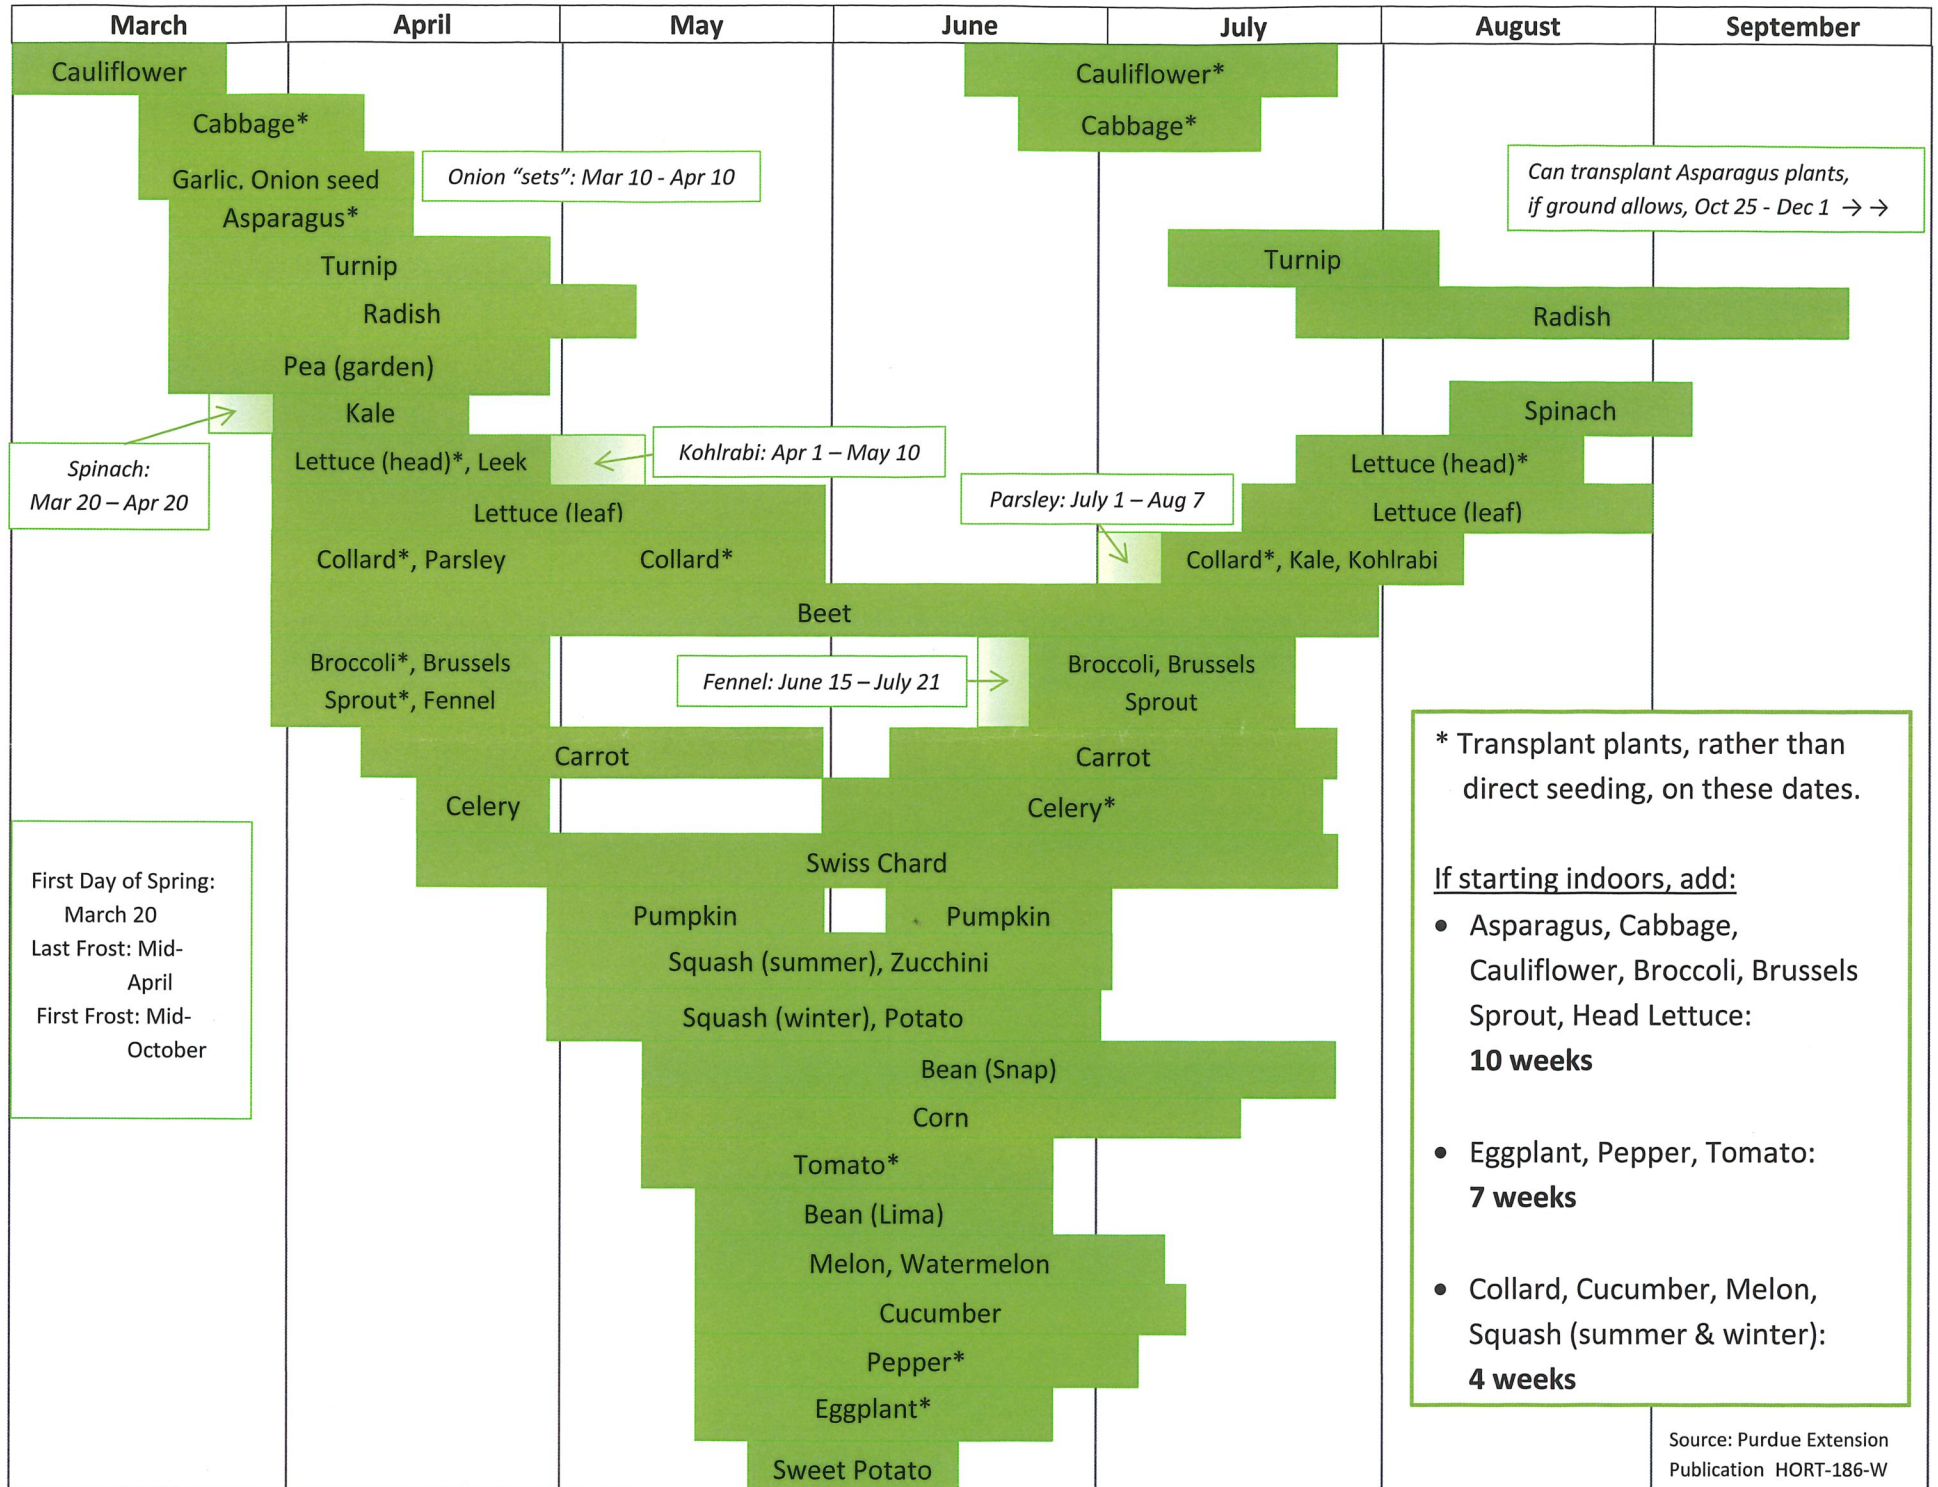 March April May June July August September
Cauliflower
Cauliflower*
Cabbage*
Cabbage*
Garlic, Onion seed
Onion “sets”: Mar 10 - Apr 10
Can transplant Asparagus plants,
if ground allows, Oct 25 - Dec 1 → →
Asparagus*
Turnip
Turnip
Radish
Radish
Pea (garden)
Kale
Spinach
Spinach:
Mar 20 – Apr 20
Lettuce (head)*, Leek
Kohlrabi: Apr 1 – May 10
Lettuce (head)*
Parsley: July 1 – Aug 7
Lettuce (leaf)
Lettuce (leaf)
Collard*, Parsley
Collard*
Collard*, Kale, Kohlrabi
Beet
Broccoli*, Brussels
Sprout*, Fennel
Fennel: June 15 – July 21
Broccoli, Brussels
Sprout
Carrot
Carrot
Celery
Celery*
Swiss Chard
Pumpkin
Pumpkin
Squash (summer), Zucchini
Squash (winter), Potato
Bean (Snap)
Corn
Tomato*
Bean (Lima)
Melon, Watermelon
Cucumber
Pepper*
Eggplant*
Sweet Potato
First Day of Spring:
March 20
Last Frost: Mid-
April
First Frost: Mid-
October
* Transplant plants, rather than
direct seeding, on these dates.
If starting indoors, add:
• Asparagus, Cabbage,
Cauliflower, Broccoli, Brussels
Sprout, Head Lettuce:
10 weeks
• Eggplant, Pepper, Tomato:
7 weeks
• Collard, Cucumber, Melon,
Squash (summer & winter):
4 weeks
Source: Purdue Extension
Publication HORT-186-W